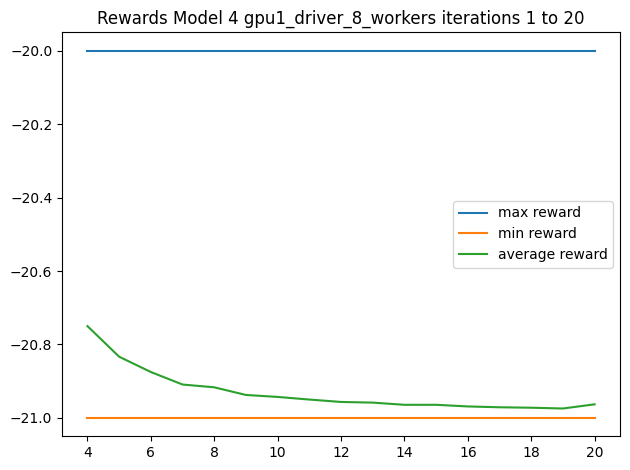 Rewards Model 4 gpu1_driver_8_workers iterations 1 to 20
−20.0
−20.2
−20.4
−20.6
−20.8
−21.0
max reward
min reward
average reward
4 6 8 10 12 14 16 18 20